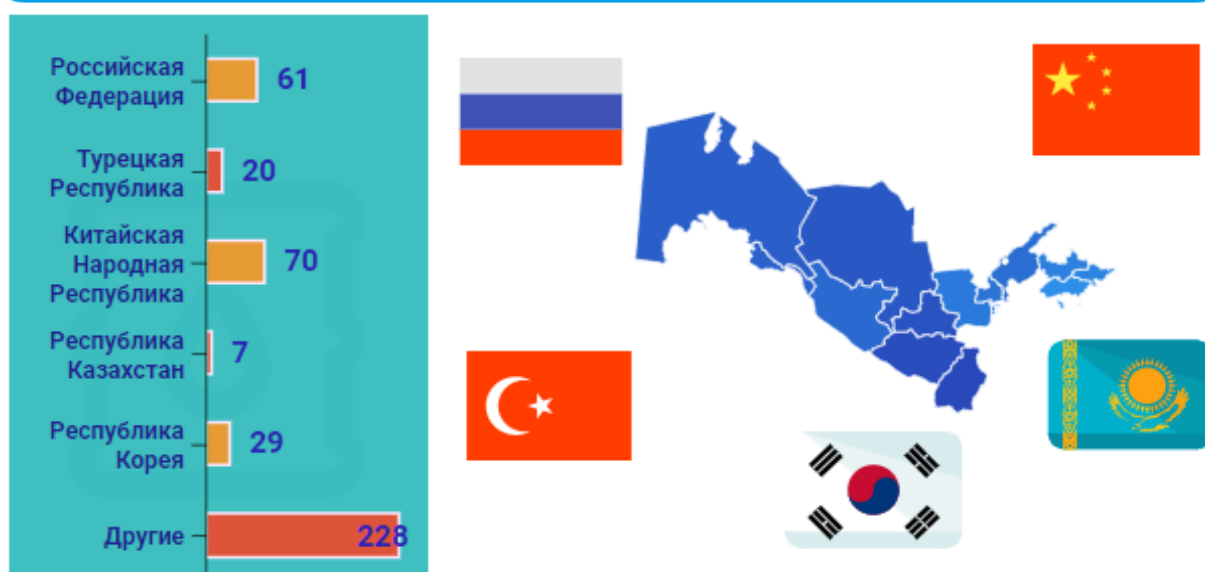 Российская
Федерация
61
Турецкая
Республика
20
Китайская
Народная
Республика
70
Республика
Казахстан
7
Республика
Корея
29
Другие
228